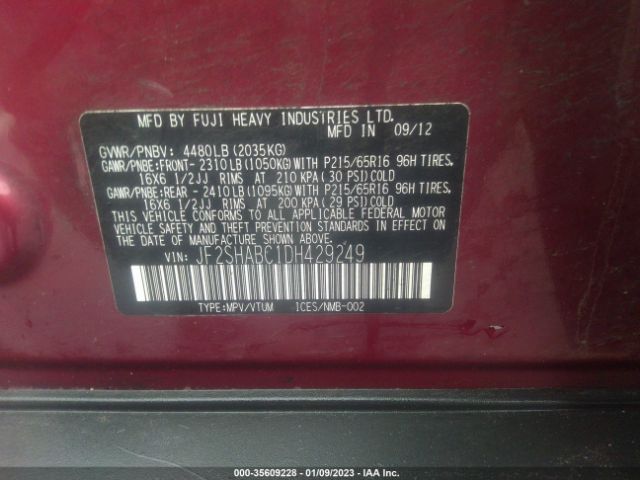 MFD BY FUJI HEAVY INDUSTRIES LTD.
MFD IN 09/12
GVWR/PNBV: 4480LB (2035KG)
GAWR/PNBE:FRONT-2310LB(1050KG)WITH P215/65R16 96H TIRES.
16X6 1/2JJ RIMS AT 210 KPA (30 PSI)COLD
GAWR/PNBE:REAR -2410LB(1095KG)WITH P215/65R16 96H TIRES.
16X6 1/2JJ RIMS AT 200 KPA (29 PSI)COLD
THIS VEHICLE CONFORMS TO ALL APPLICABLE FEDERAL MOTOR
VEHICLE SAFETY AND THEFT PREVENTION STANDARDS IN EFFECT
ON THE DATE OF MANUFACTURE SHOWN ABOVE.
VIN: JF2SHABC1DH429249
TYPE:MPV/VTUM ICES/NMB-002
000-35609228 - 01/09/2023 - IAA Inc.